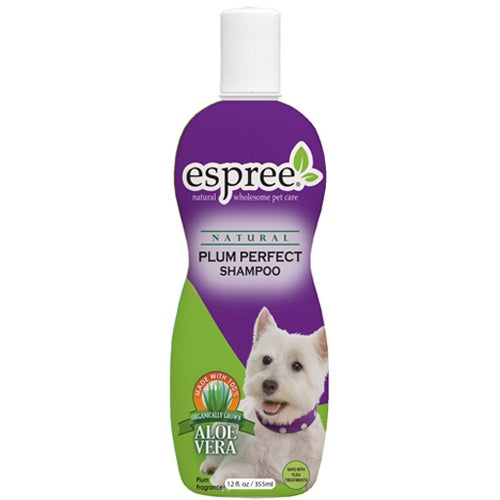 espree®
natural wholesome pet care
NATURAL
PLUM PERFECT
SHAMPOO
MADE WITH 100%
ORGANICALLY GROWN
ALOE
VERA
SAFE WITH
FLEA
TREATMENTS
Plum
Fragrance
12 fl. oz / 355ml